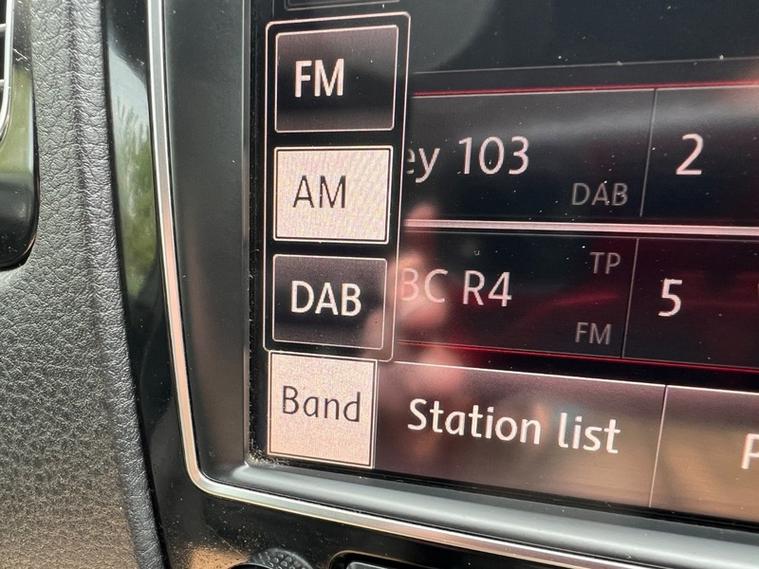 FM
AM
DAB
Band
ey 103
DAB
2
BC R4
TP
FM
5
Station list